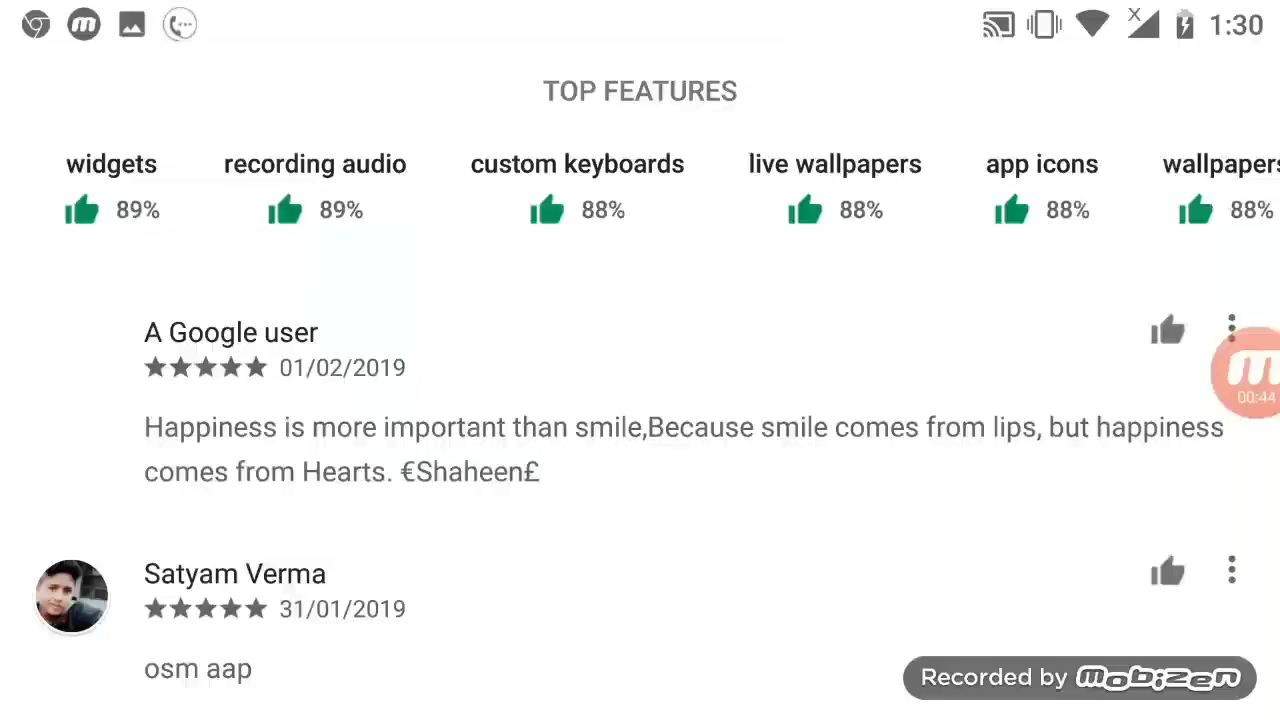 1:30
TOP FEATURES
widgets recording audio custom keyboards live wallpapers app icons wallpapers
89% 89% 88% 88% 88% 88%
A Google user
01/02/2019
00:44
Happiness is more important than smile,Because smile comes from lips, but happiness
comes from Hearts. €Shaheen£
Satyam Verma
31/01/2019
osm aap
Recorded by mobizen